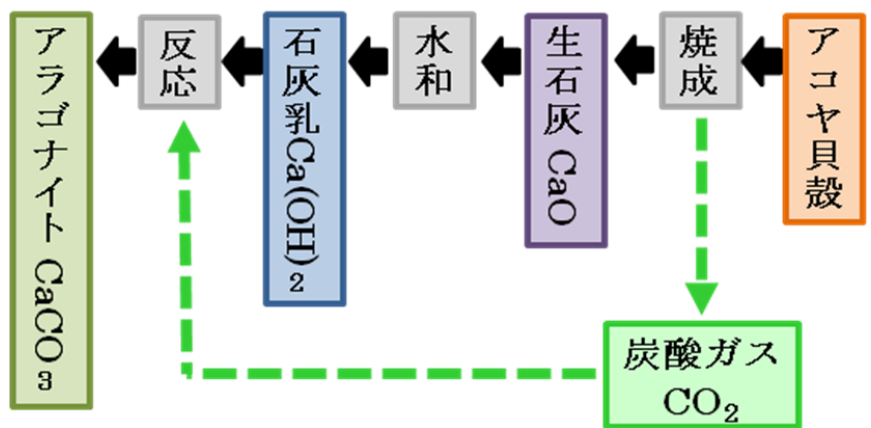 アコヤ貝殻
焼成
生石灰 CaO
水和
石灰乳Ca(OH)2
反応
アラゴナイト CaCO3
炭酸ガス
CO2